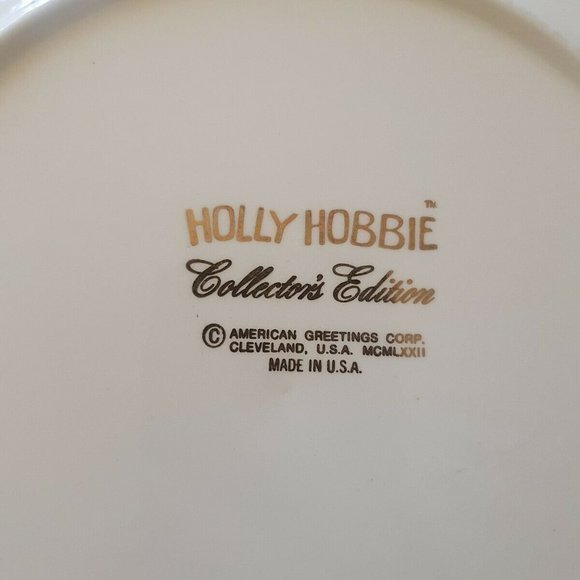 HOLLY HOBBIE™
Collector's Edition
© AMERICAN GREETINGS CORP.
CLEVELAND, U.S.A. MCMLXXII
MADE IN U.S.A.